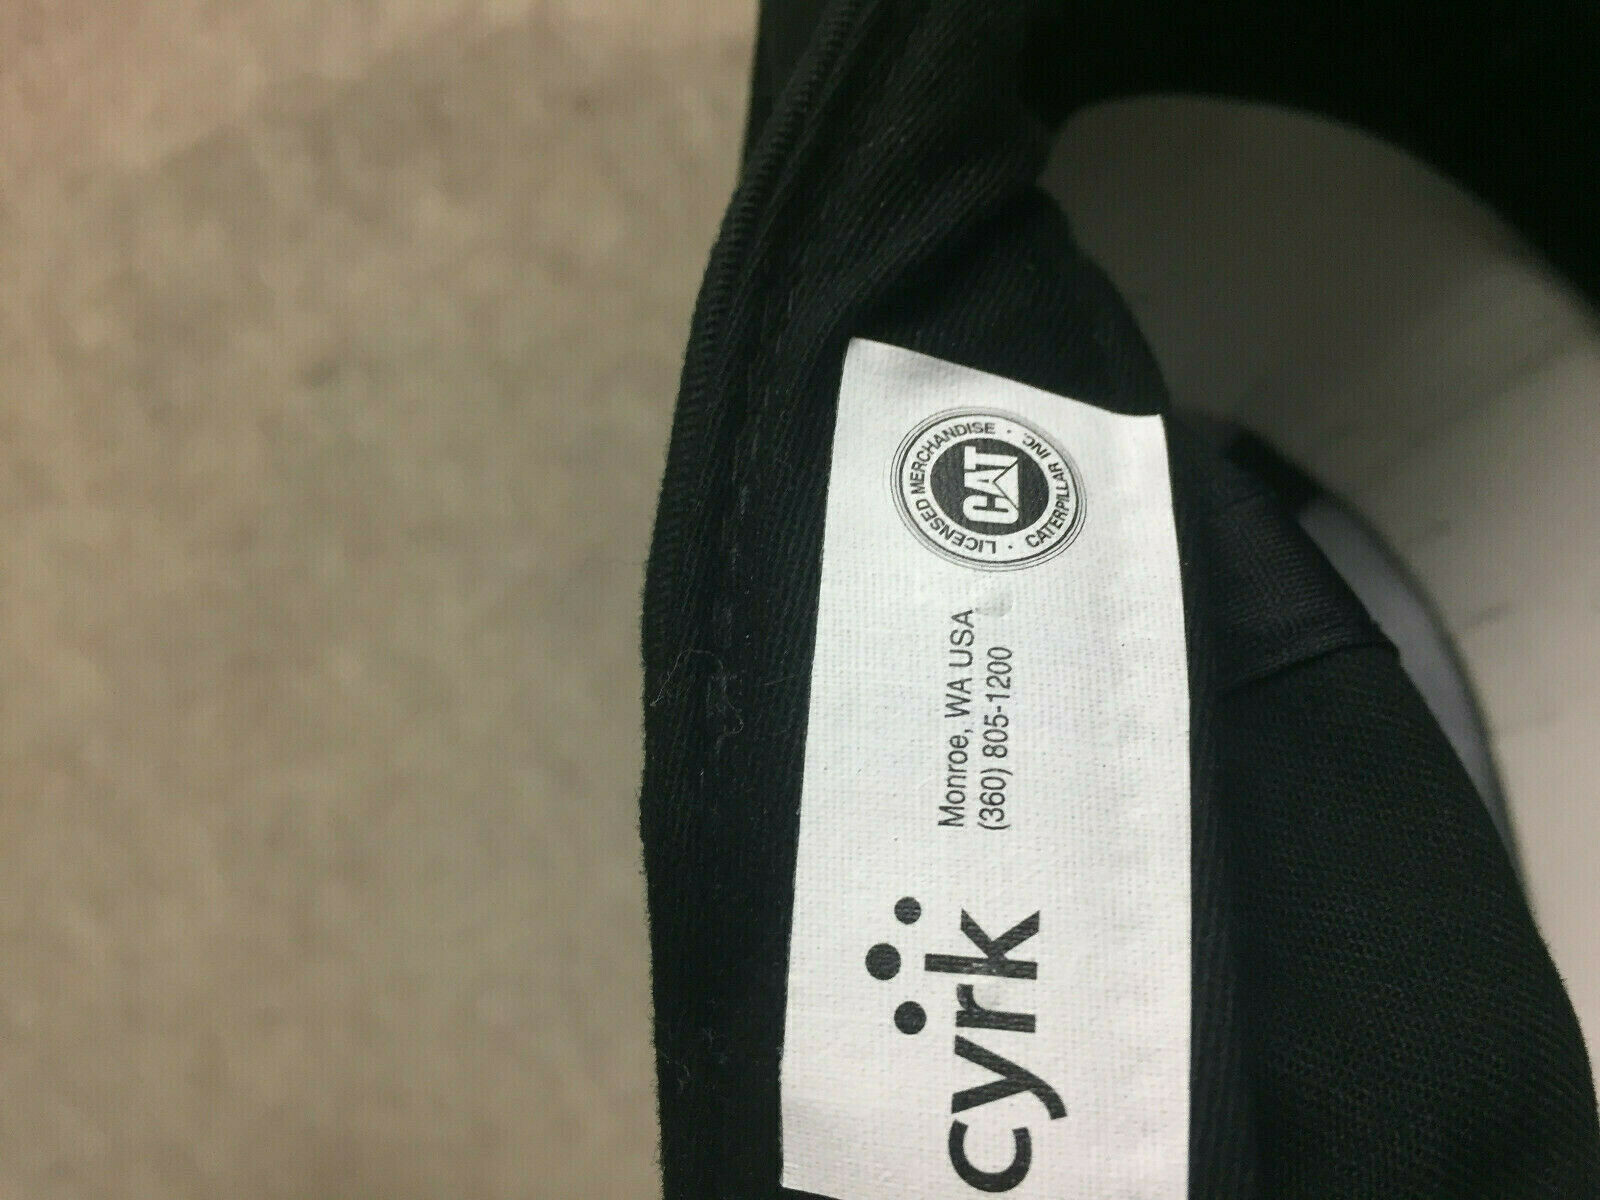 cyrk
Monroe, WA USA
(360) 805-1200
LICENSED MERCHANDISE · CATERPILLAR INC. ·
CAT